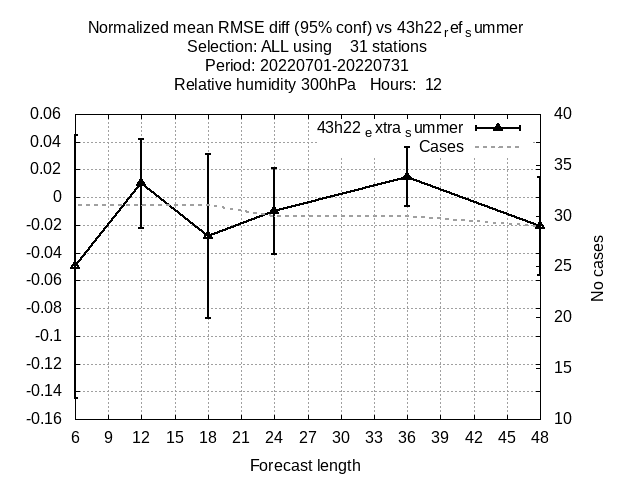 Normalized mean RMSE diff (95% conf) vs 43h22refsummer
Selection: ALL using 31 stations
Period: 20220701-20220731
Relative humidity 300hPa Hours: 12
43h22extrasummer
Cases
0.06
0.04
0.02
0
-0.02
-0.04
-0.06
-0.08
-0.1
-0.12
-0.14
-0.16
40
35
30
25
20
15
10
No cases
6 9 12 15 18 21 24 27 30 33 36 39 42 45 48
Forecast length